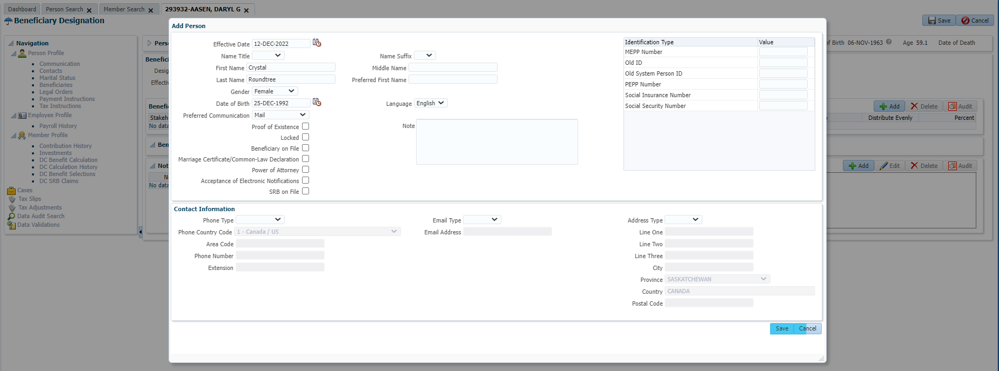 Dashboard
Person Search
Member Search
293932-AASEN, DARYL G
Beneficiary Designation
Save
Cancel
Navigation
Person Profile
Communication
Contacts
Marital Status
Beneficiaries
Legal Orders
Payment Instructions
Tax Instructions
Employee Profile
Payroll History
Member Profile
Contribution History
Investments
DC Benefit Calculation
DC Calculation History
DC Benefit Selections
DC SRB Claims
Cases
Tax Slips
Tax Adjustments
Data Audit Search
Data Validations
Perso
of Birth 06-NOV-1963
Age 59.1
Date of Death
Benefici
Desig
Effectiv
Benefi
Stakeh
No data
Add
Delete
Audit
Distribute Evenly
Percent
Ben
Not
N
No data
Add
Edit
Delete
Audit
Add Person
Effective Date 12-DEC-2022
Name Title
Name Suffix
First Name Crystal
Middle Name
Last Name Roundtree
Preferred First Name
Gender Female
Date of Birth 25-DEC-1992
Language English
Preferred Communication Mail
Proof of Existence
Note
Locked
Beneficiary on File
Marriage Certificate/Common-Law Declaration
Power of Attorney
Acceptance of Electronic Notifications
SRB on File
Identification Type Value
MEPP Number
Old ID
Old System Person ID
PEPP Number
Social Insurance Number
Social Security Number
Contact Information
Phone Type
Phone Country Code 1 - Canada / US
Area Code
Phone Number
Extension
Email Type
Email Address
Address Type
Line One
Line Two
Line Three
City
Province SASKATCHEWAN
Country CANADA
Postal Code
Save
Cancel